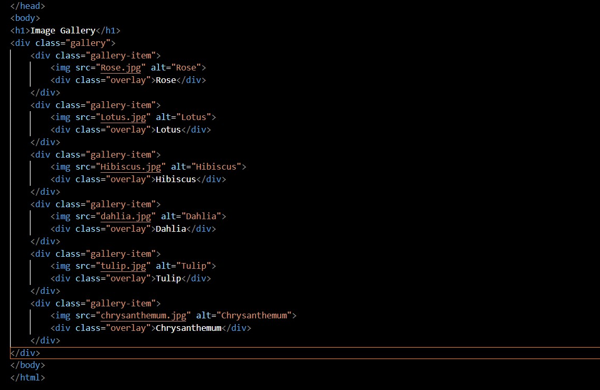 </head>
<body>
<h1>Image Gallery</h1>
<div class="gallery">
<div class="gallery-item">
<img src="Rose.jpg" alt="Rose">
<div class="overlay">Rose</div>
</div>
<div class="gallery-item">
<img src="Lotus.jpg" alt="Lotus">
<div class="overlay">Lotus</div>
</div>
<div class="gallery-item">
<img src="Hibiscus.jpg" alt="Hibiscus">
<div class="overlay">Hibiscus</div>
</div>
<div class="gallery-item">
<img src="dahlia.jpg" alt="Dahlia">
<div class="overlay">Dahlia</div>
</div>
<div class="gallery-item">
<img src="tulip.jpg" alt="Tulip">
<div class="overlay">Tulip</div>
</div>
<div class="gallery-item">
<img src="chrysanthemum.jpg" alt="Chrysanthemum">
<div class="overlay">Chrysanthemum</div>
</div>
</div>
</body>
</html>